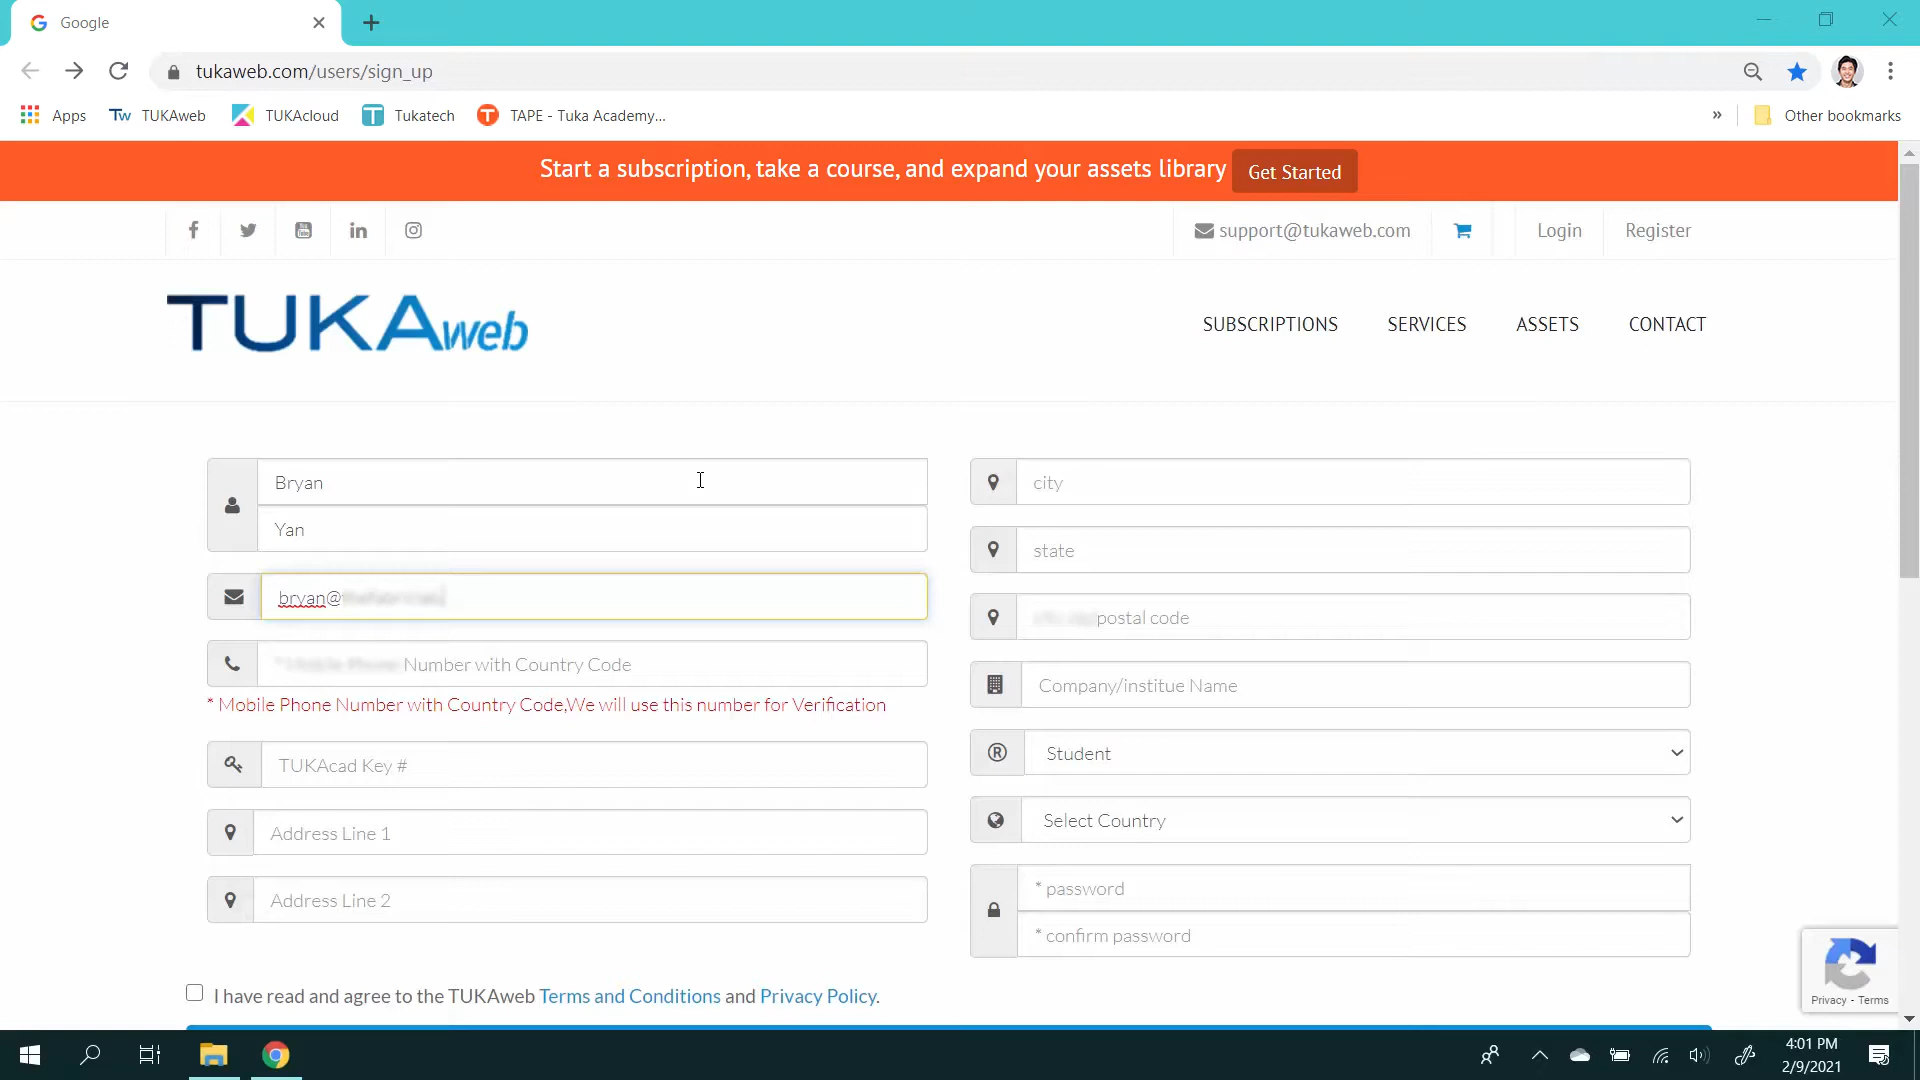 Google
tukaweb.com/users/sign_up
Apps
Tw TUKAweb
TUKAcloud
T Tukatech
T TAPE - Tuka Academy...
» Other bookmarks
Start a subscription, take a course, and expand your assets library Get Started
support@tukaweb.com
Login
Register
TUKAweb
SUBSCRIPTIONS
SERVICES
ASSETS
CONTACT
Bryan
Yan
bryan@
Number with Country Code
* Mobile Phone Number with Country Code,We will use this number for Verification
TUKAcad Key #
Address Line 1
Address Line 2
city
state
postal code
Company/institue Name
Student
Select Country
* password
* confirm password
I have read and agree to the TUKAweb Terms and Conditions and Privacy Policy.
Privacy - Terms
4:01 PM
2/9/2021